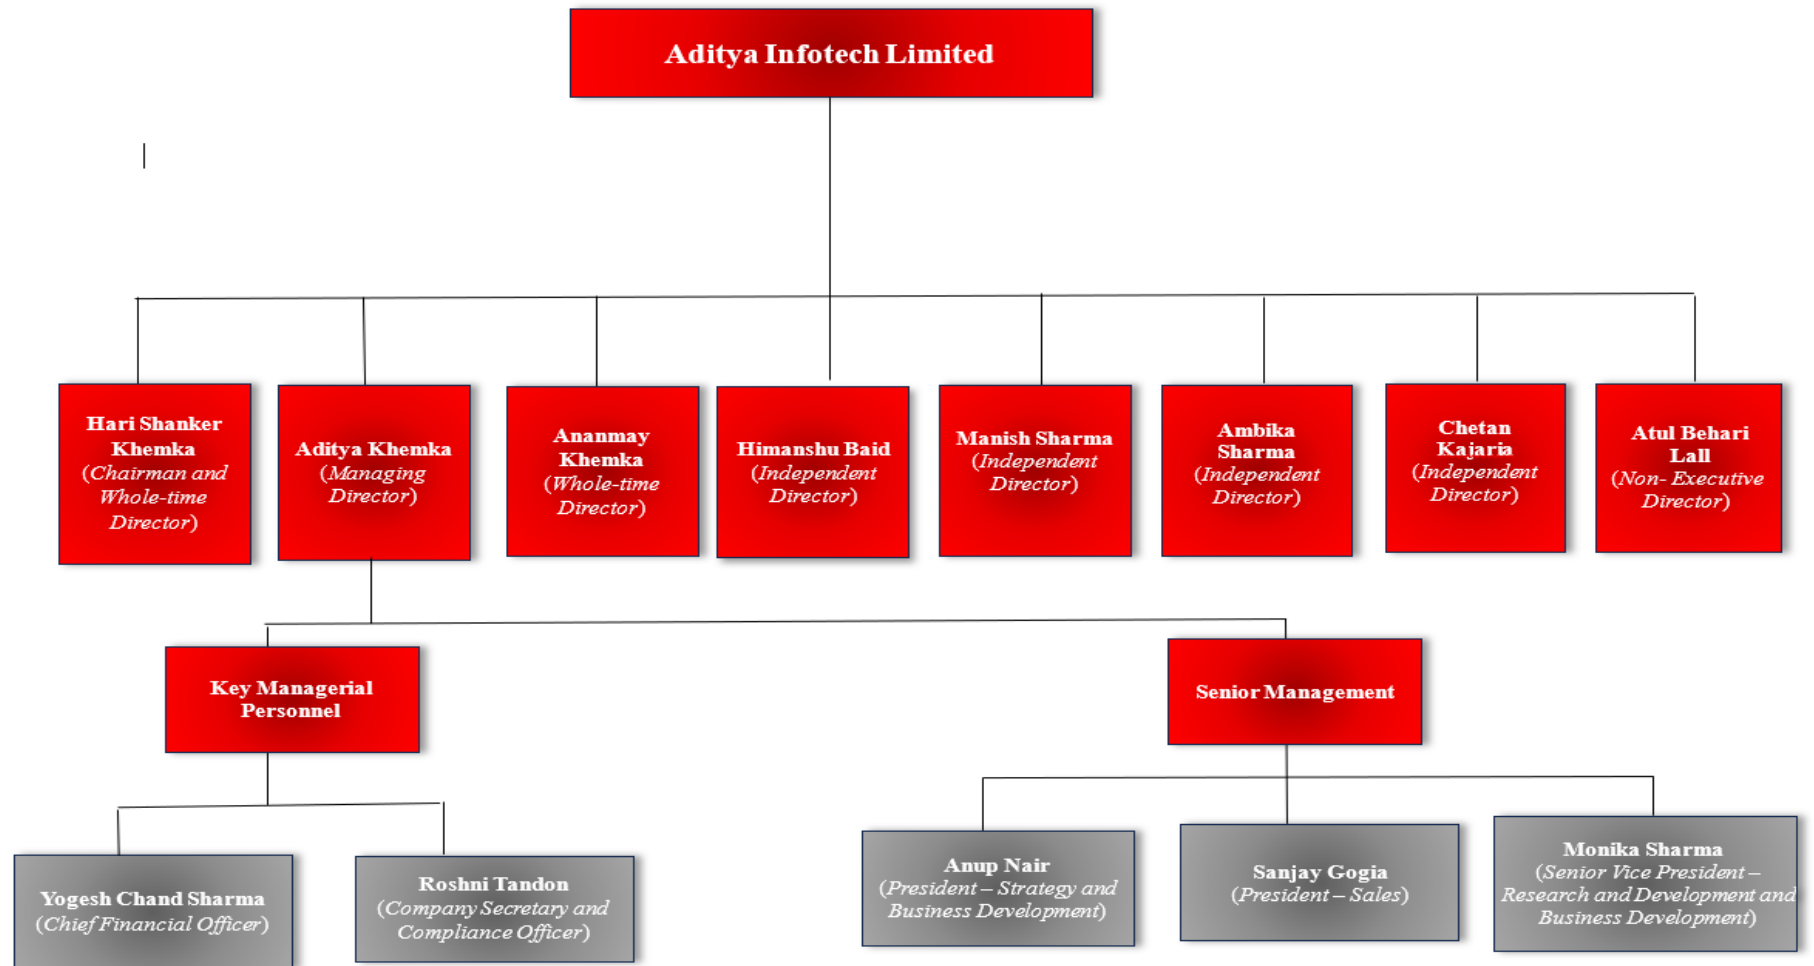 Aditya Infotech Limited
Hari Shanker
Khemka
(Chairman and
Whole-time
Director)
Aditya Khemka
(Managing
Director)
Ananmay
Khemka
(Whole-time
Director)
Himanshu Baid
(Independent
Director)
Manish Sharma
(Independent
Director)
Ambika
Sharma
(Independent
Director)
Chetan
Kajaria
(Independent
Director)
Atul Behari
Lall
(Non- Executive
Director)
Key Managerial
Personnel
Senior Management
Yogesh Chand Sharma
(Chief Financial Officer)
Roshni Tandon
(Company Secretary and
Compliance Officer)
Anup Nair
(President – Strategy and
Business Development)
Sanjay Gogia
(President – Sales)
Monika Sharma
(Senior Vice President –
Research and Development and
Business Development)